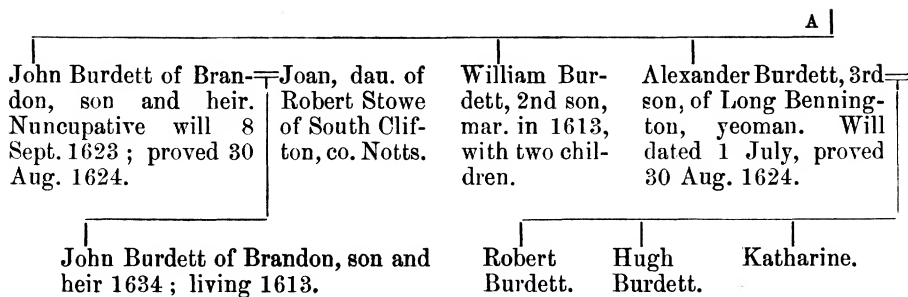 A
John Burdett of Bran-
don, son and heir.
Nuncupative will 8
Sept. 1623 ; proved 30
Aug. 1624.
Joan, dau. of
Robert Stowe
of South Clif-
ton, co. Notts.
William Bur-
dett, 2nd son,
mar. in 1613,
with two chil-
dren.
Alexander Burdett, 3rd
son, of Long Benning-
ton, yeoman. Will
dated 1 July, proved
30 Aug. 1624.
John Burdett of Brandon, son and
heir 1634 ; living 1613.
Robert
Burdett.
Hugh
Burdett.
Katharine.